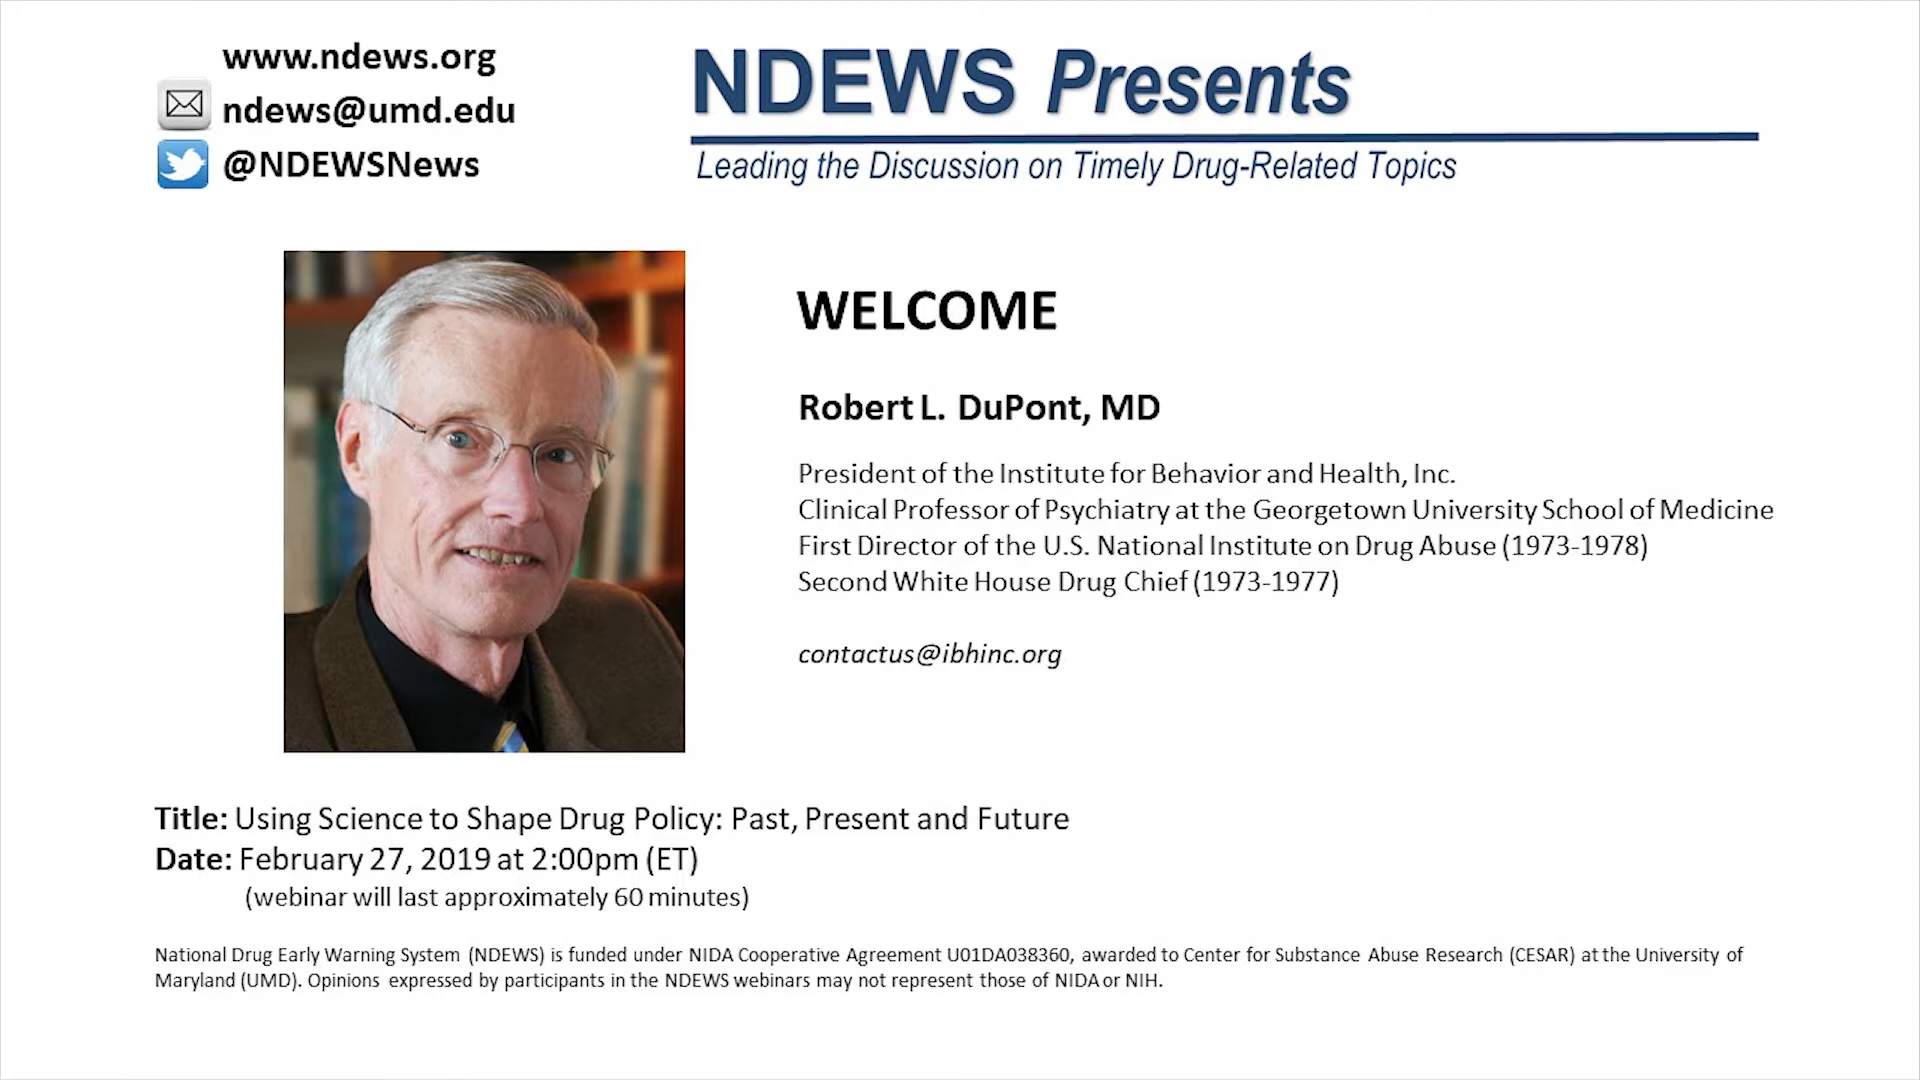 www.ndews.org
ndews@umd.edu
@NDEWSNews
NDEWS Presents
Leading the Discussion on Timely Drug-Related Topics
WELCOME
Robert L. DuPont, MD
President of the Institute for Behavior and Health, Inc.
Clinical Professor of Psychiatry at the Georgetown University School of Medicine
First Director of the U.S. National Institute on Drug Abuse (1973-1978)
Second White House Drug Chief (1973-1977)
contactus@ibhinc.org
Title: Using Science to Shape Drug Policy: Past, Present and Future
Date: February 27, 2019 at 2:00pm (ET)
(webinar will last approximately 60 minutes)
National Drug Early Warning System (NDEWS) is funded under NIDA Cooperative Agreement U01DA038360, awarded to Center for Substance Abuse Research (CESAR) at the University of
Maryland (UMD). Opinions expressed by participants in the NDEWS webinars may not represent those of NIDA or NIH.